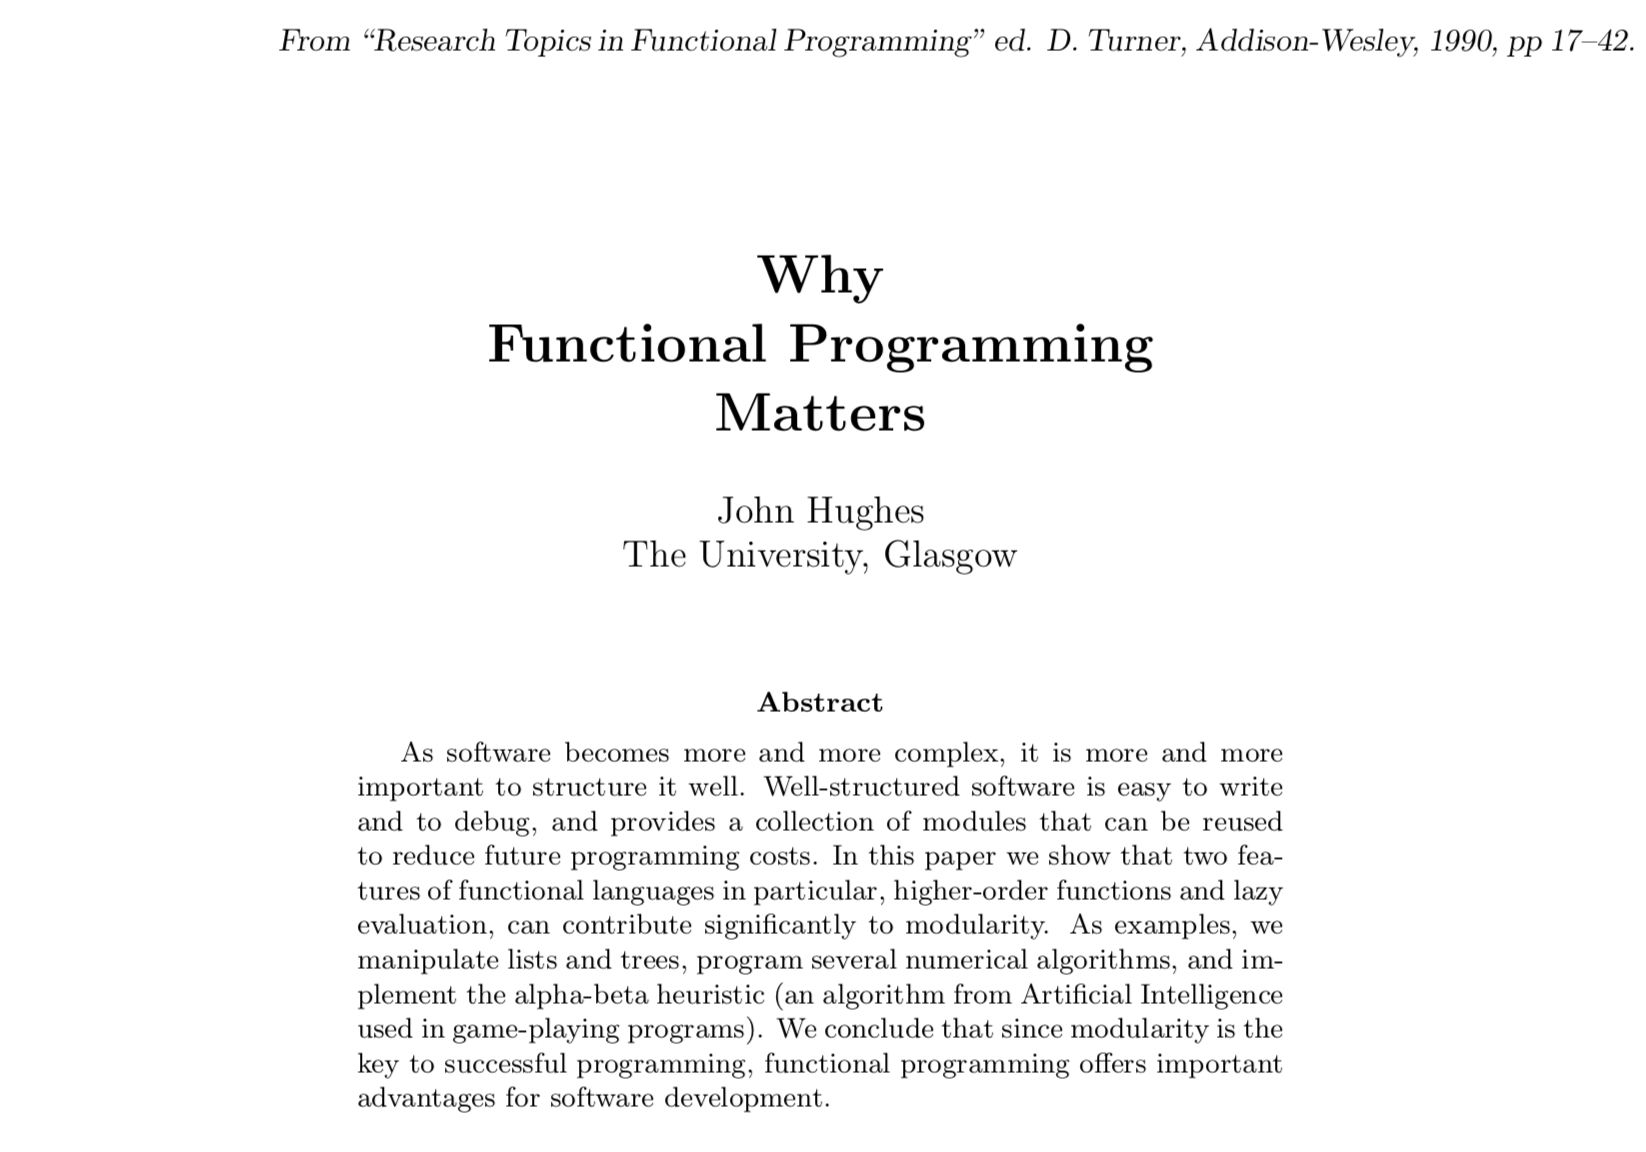 From “Research Topics in Functional Programming” ed. D. Turner, Addison-Wesley, 1990, pp 17–42.
Why
Functional Programming
Matters
John Hughes
The University, Glasgow
Abstract
As software becomes more and more complex, it is more and more
important to structure it well. Well-structured software is easy to write
and to debug, and provides a collection of modules that can be reused
to reduce future programming costs. In this paper we show that two fea-
tures of functional languages in particular, higher-order functions and lazy
evaluation, can contribute significantly to modularity. As examples, we
manipulate lists and trees, program several numerical algorithms, and im-
plement the alpha-beta heuristic (an algorithm from Artificial Intelligence
used in game-playing programs). We conclude that since modularity is the
key to successful programming, functional programming offers important
advantages for software development.